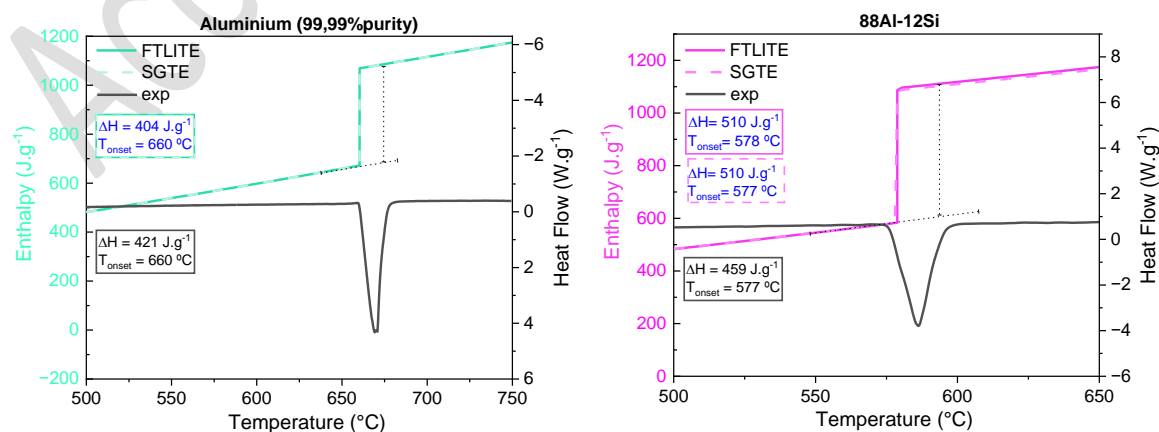 Acc
Aluminium (99,99%purity)
FTLITE
SGTE
exp
ΔH = 404 J.g⁻¹
T_onset = 660 ºC
ΔH = 421 J.g⁻¹
T_onset = 660 ºC
Enthalpy (J.g⁻¹)
1200
1000
800
600
400
200
0
−200
Heat Flow (W.g⁻¹)
−6
−4
−2
0
2
4
6
500
550
600
650
700
750
Temperature (°C)
88Al-12Si
FTLITE
SGTE
exp
ΔH= 510 J.g⁻¹
T_onset= 578 ºC
ΔH= 510 J.g⁻¹
T_onset= 577 ºC
ΔH = 459 J.g⁻¹
T_onset = 577 ºC
Enthalpy (J.g⁻¹)
1200
1000
800
600
400
200
0
Heat Flow (W.g⁻¹)
8
6
4
2
0
−2
−4
−6
500
550
600
650
Temperature (°C)